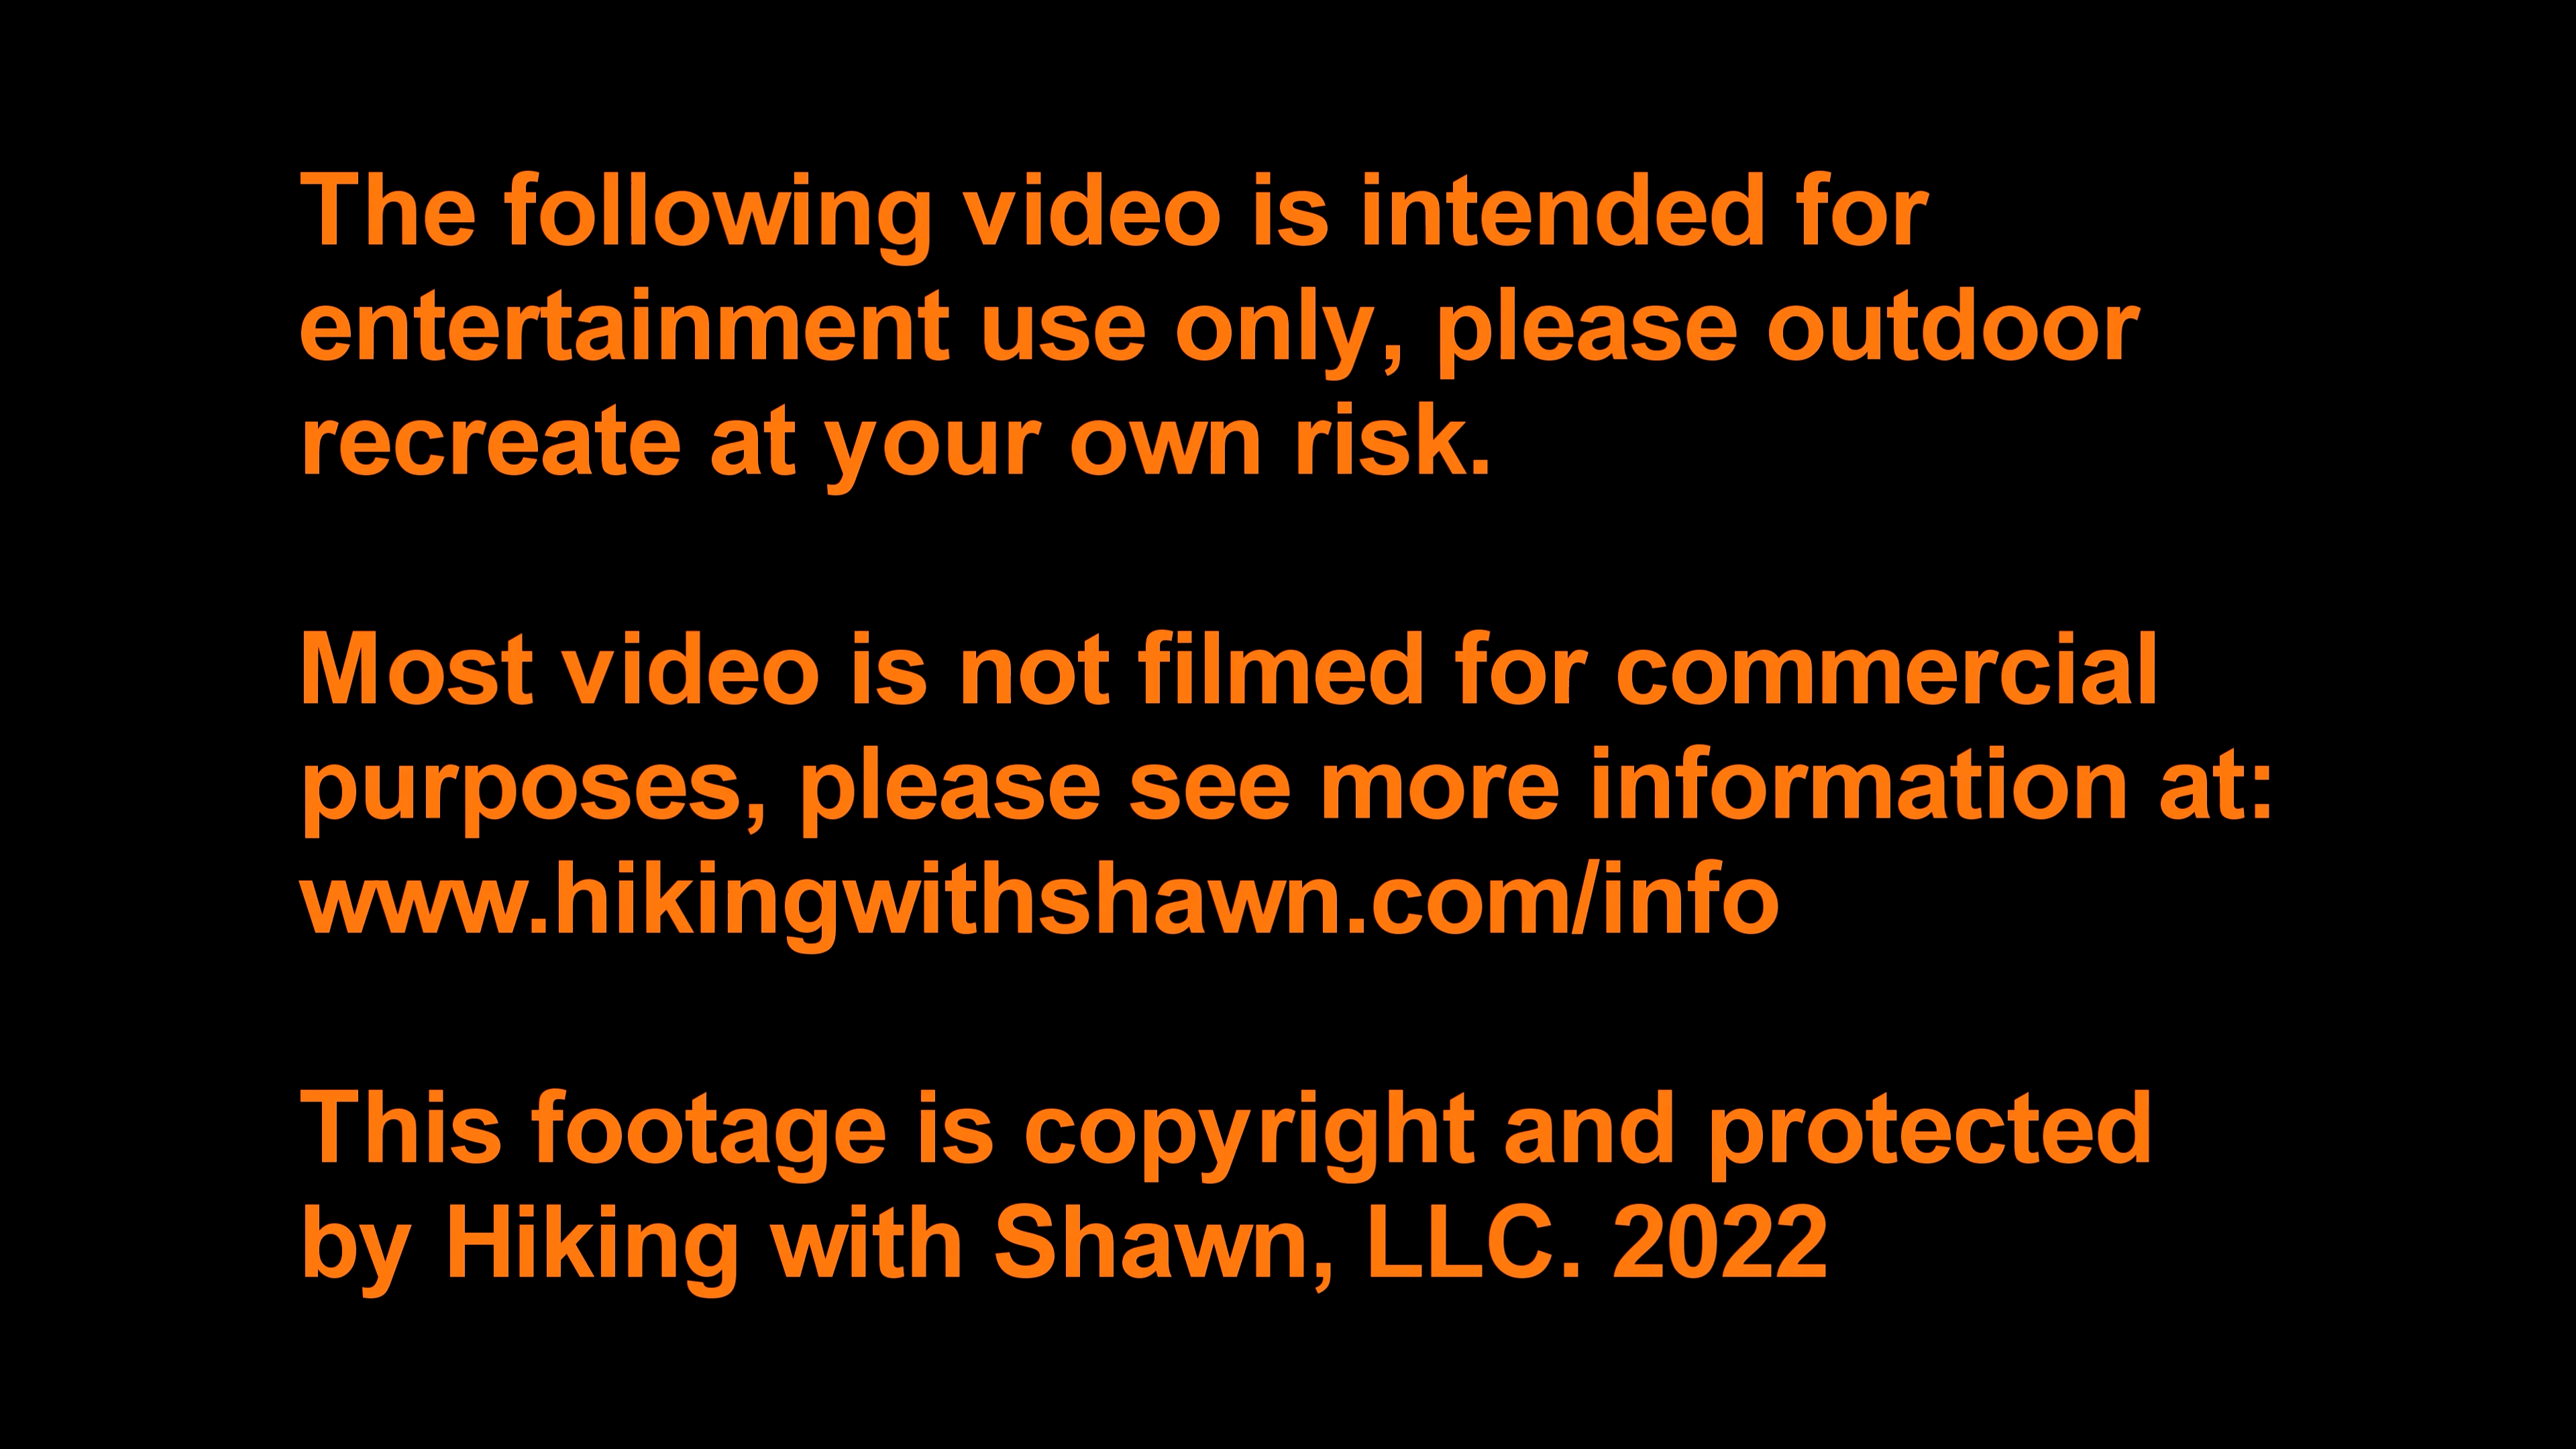 The following video is intended for
entertainment use only, please outdoor
recreate at your own risk.
Most video is not filmed for commercial
purposes, please see more information at:
www.hikingwithshawn.com/info
This footage is copyright and protected
by Hiking with Shawn, LLC. 2022